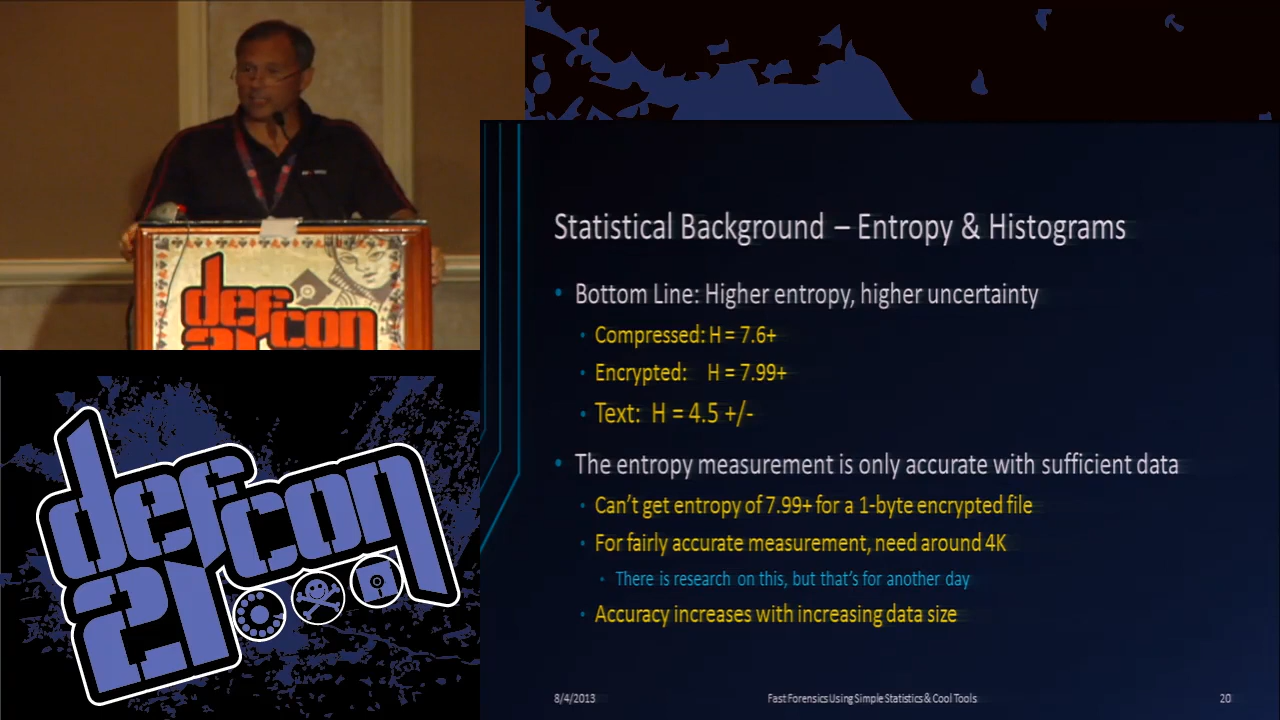 def
con
21
Statistical Background – Entropy & Histograms
• Bottom Line: Higher entropy, higher uncertainty
• Compressed: H = 7.6+
• Encrypted: H = 7.99+
• Text: H = 4.5 +/-
• The entropy measurement is only accurate with sufficient data
• Can't get entropy of 7.99+ for a 1-byte encrypted file
• For fairly accurate measurement, need around 4K
• There is research on this, but that's for another day
• Accuracy increases with increasing data size
8/4/2013 Fast Forensics Using Simple Statistics & Cool Tools 20
defcon
21